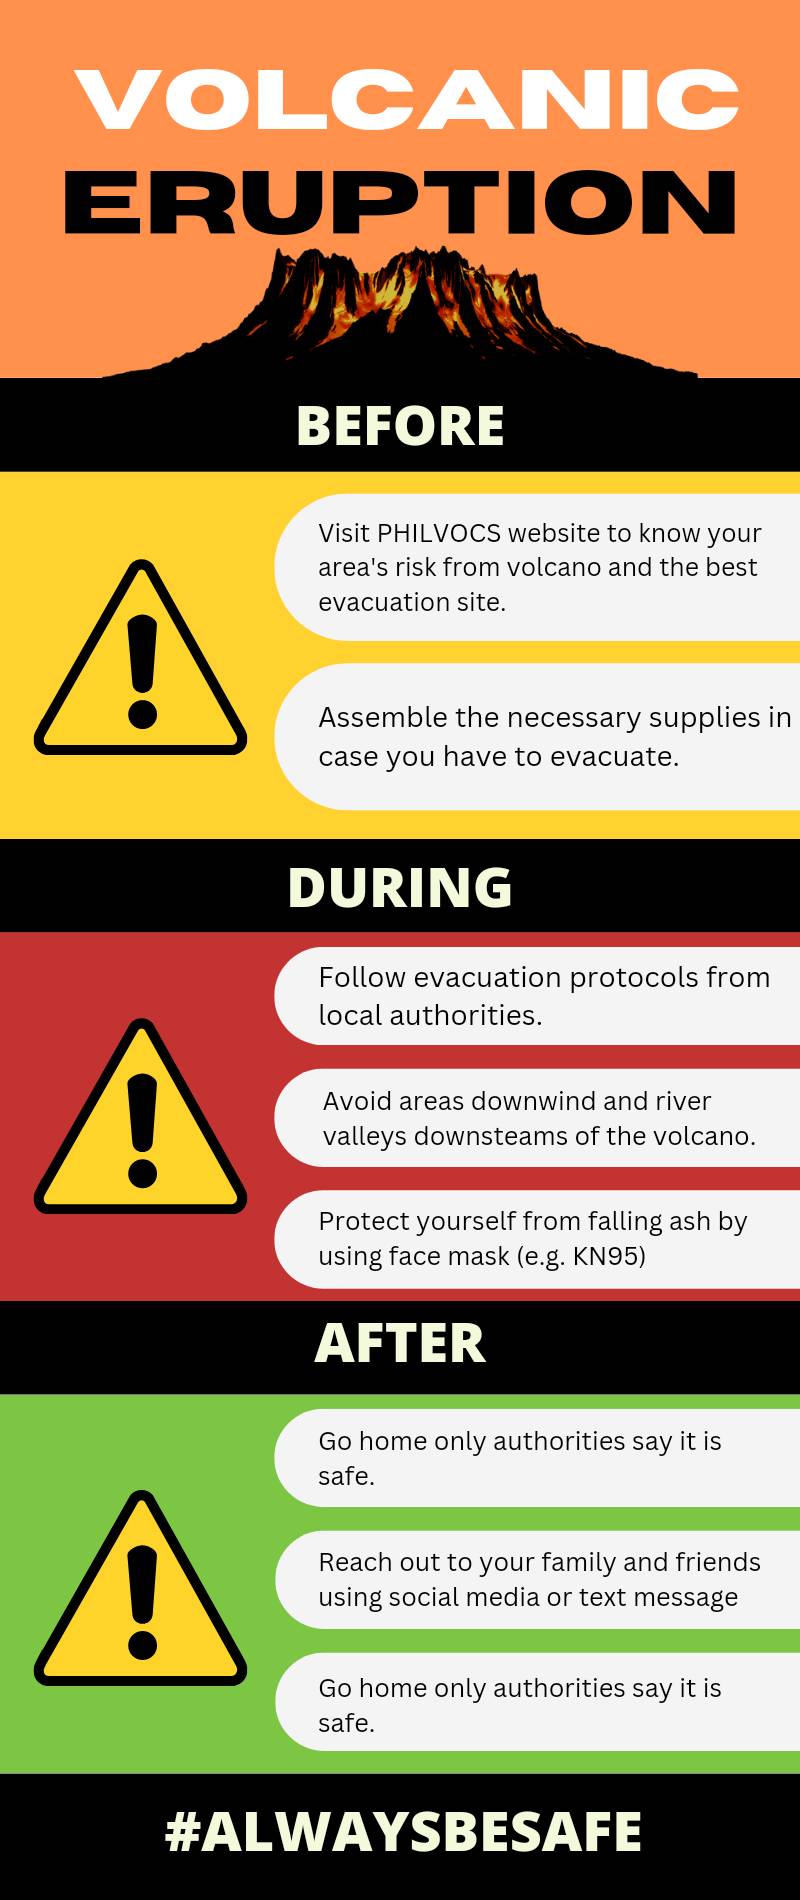 VOLCANIC
ERUPTION
BEFORE
Visit PHILVOCS website to know your
area's risk from volcano and the best
evacuation site.
Assemble the necessary supplies in
case you have to evacuate.
DURING
Follow evacuation protocols from
local authorities.
Avoid areas downwind and river
valleys downsteams of the volcano.
Protect yourself from falling ash by
using face mask (e.g. KN95)
AFTER
Go home only authorities say it is
safe.
Reach out to your family and friends
using social media or text message
Go home only authorities say it is
safe.
#ALWAYSBESAFE